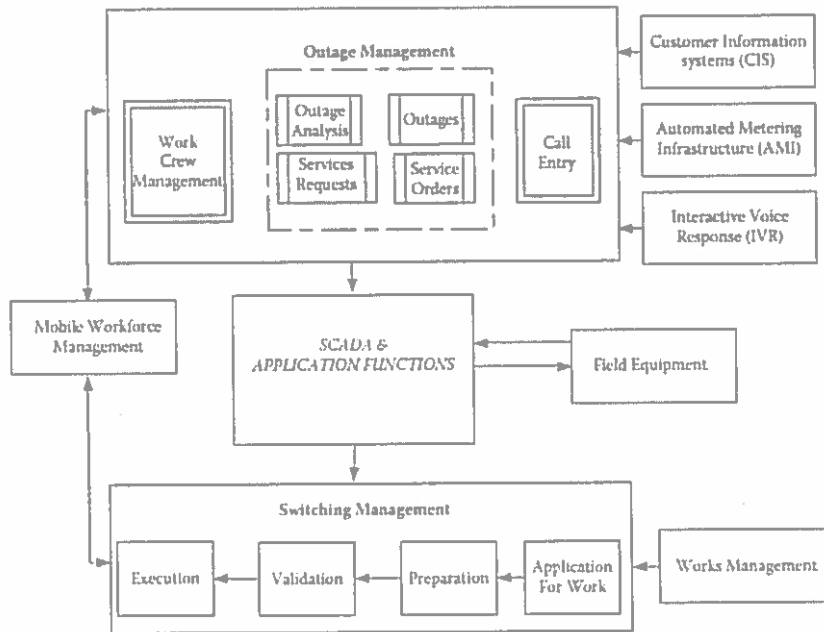 Outage Management
Work
Crew
Management
Outage
Analysis
Outages
Services
Requests
Service
Orders
Call
Entry
Customer Information
systems (CIS)
Automated Metering
Infrastructure (AMI)
Interactive Voice
Response (IVR)
Mobile Workforce
Management
SCADA &
APPLICATION FUNCTIONS
Field Equipment
Switching Management
Execution
Validation
Preparation
Application
For Work
Works Management